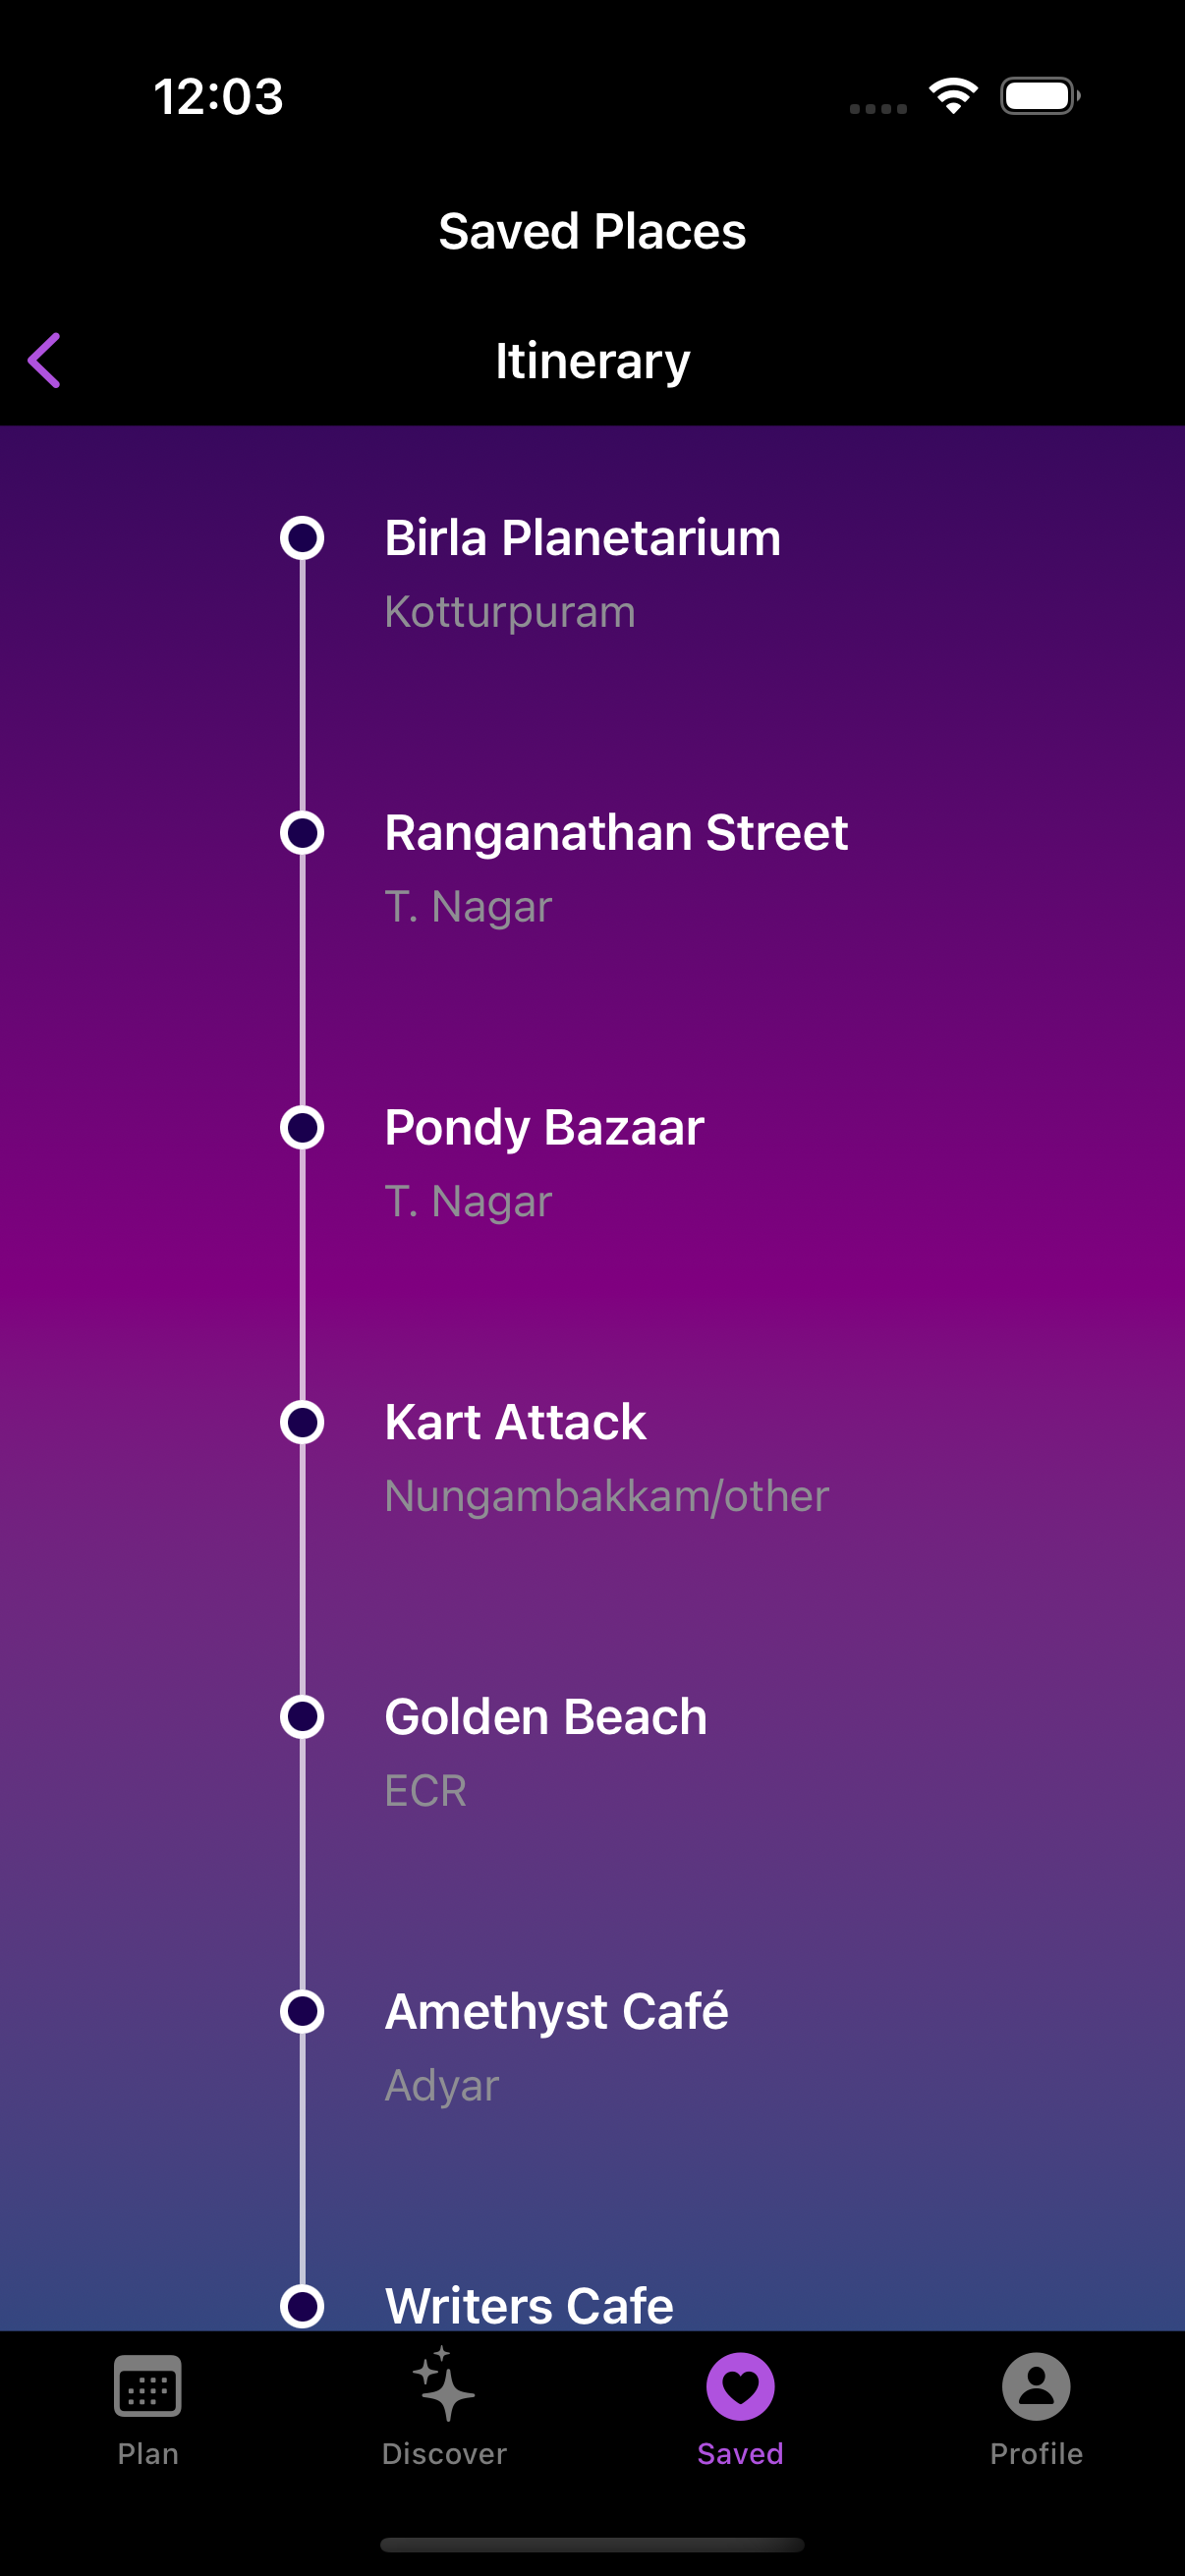 12:03
Saved Places
Itinerary
Birla Planetarium
Kotturpuram
Ranganathan Street
T. Nagar
Pondy Bazaar
T. Nagar
Kart Attack
Nungambakkam/other
Golden Beach
ECR
Amethyst Café
Adyar
Writers Cafe
Plan
Discover
Saved
Profile